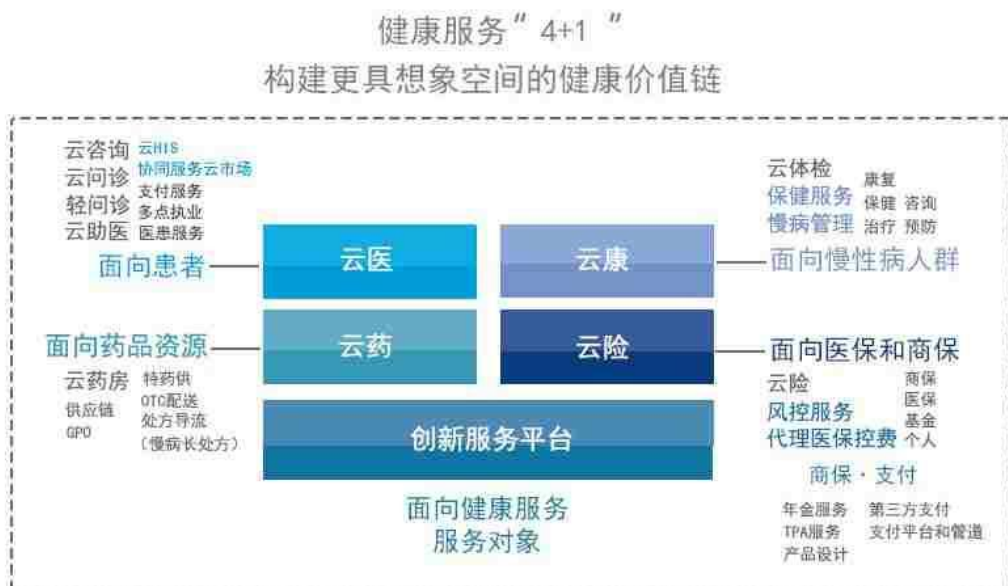 健康服务“ 4+1 ”
构建更具想象空间的健康价值链
云咨询
云问诊
轻问诊
云助医
云HIS
协同服务云市场
支付服务
多点执业
医患服务
面向患者
云医
云康
云体检
保健服务
慢病管理
康复
保健 咨询
治疗 预防
面向慢性病人群
面向药品资源
云药房
供应链
GPO
特药供
OTC配送
处方导流
（慢病长处方）
云药
云险
面向医保和商保
云险
风控服务
代理医保控费
商保
医保
基金
个人
商保·支付
年金服务
TPA服务
产品设计
第三方支付
支付平台和管道
创新服务平台
面向健康服务
服务对象